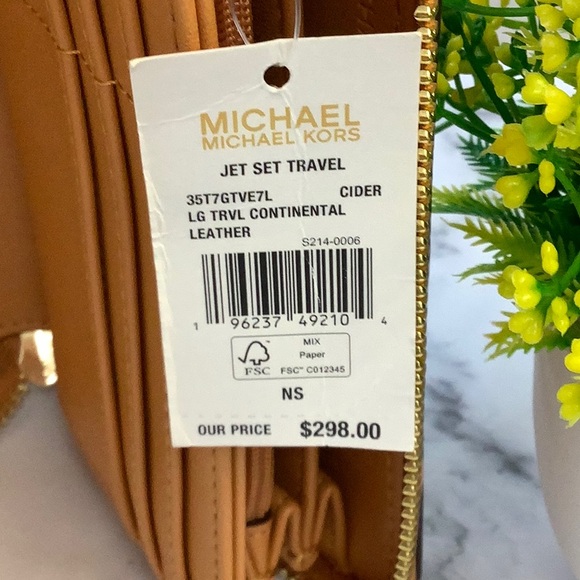 MICHAEL
MICHAEL KORS
JET SET TRAVEL
35T7GTVE7L CIDER
LG TRVL CONTINENTAL
LEATHER
S214-0006
1 96237 49210 4
MIX
Paper
FSC FSC™ C012345
NS
OUR PRICE $298.00